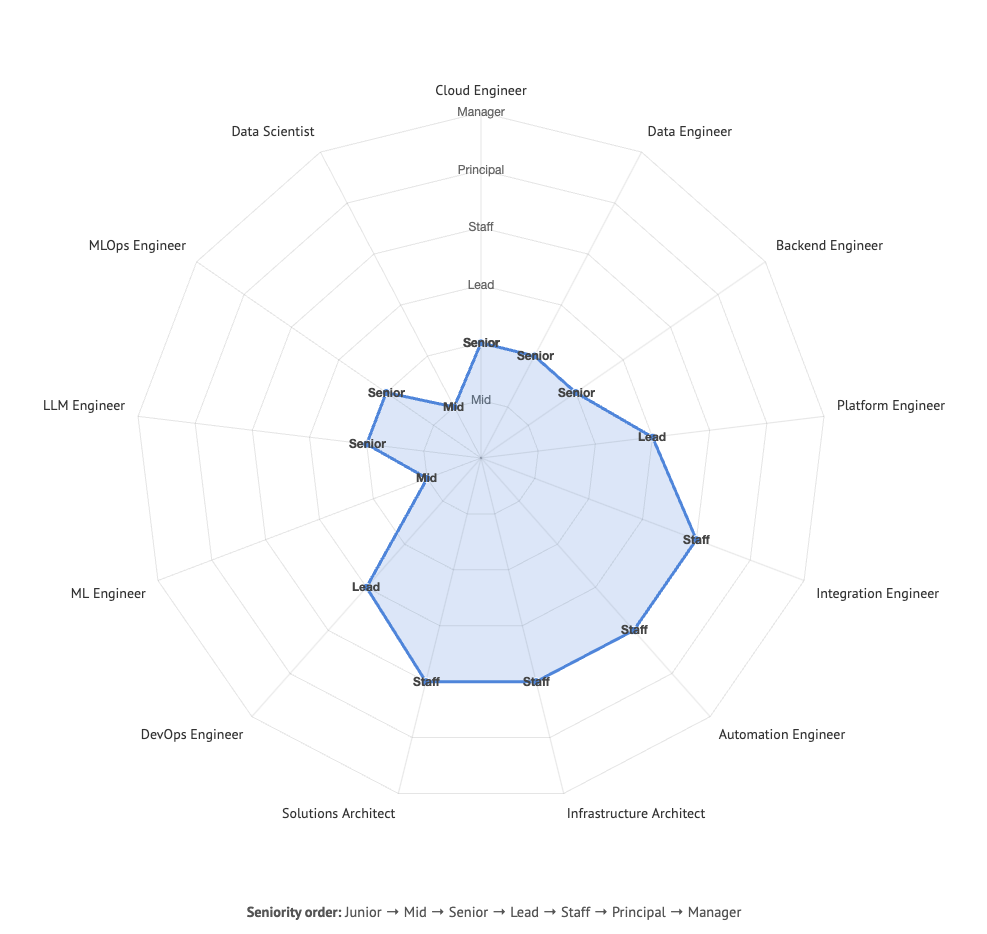 Cloud Engineer
Manager
Data Scientist
Data Engineer
Principal
Staff
MLOps Engineer
Backend Engineer
Lead
Senior
Senior
Senior
Senior
Mid
Mid
LLM Engineer
Platform Engineer
Senior
Lead
Mid
Staff
ML Engineer
Integration Engineer
Lead
Staff
Staff
Staff
DevOps Engineer
Automation Engineer
Solutions Architect
Infrastructure Architect
Seniority order: Junior → Mid → Senior → Lead → Staff → Principal → Manager